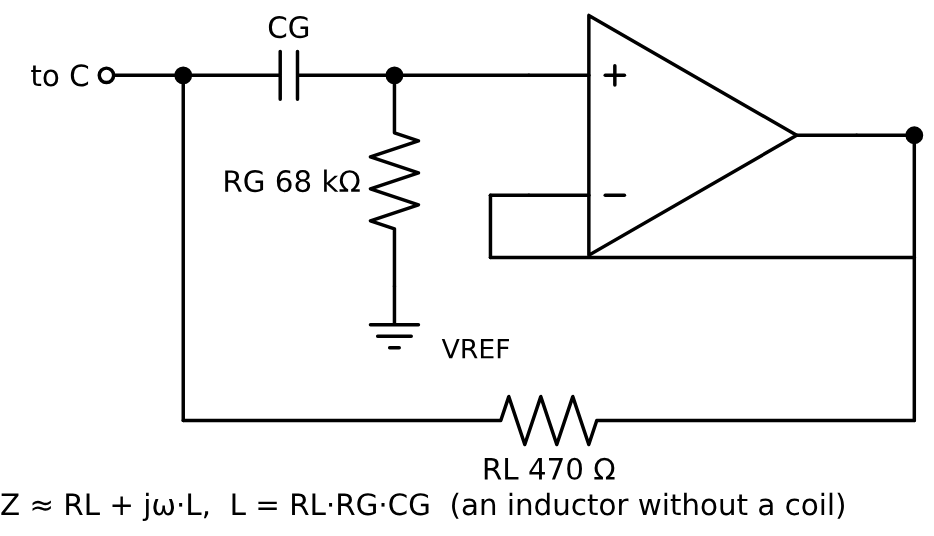 CG
to C
+
RG 68 kΩ
−
VREF
RL 470 Ω
Z ≈ RL + jω·L, L = RL·RG·CG (an inductor without a coil)